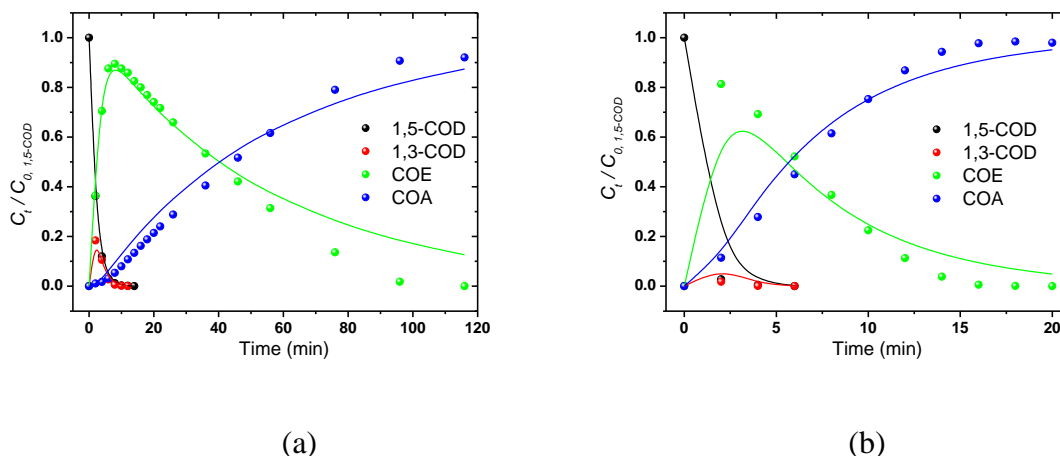 1.0
0.8
0.6
0.4
0.2
0.0
C_t / C_0, 1,5-COD
0 20 40 60 80 100 120
Time (min)
1,5-COD
1,3-COD
COE
COA
(a)
1.0
0.8
0.6
0.4
0.2
0.0
C_t / C_0, 1,5-COD
0 5 10 15 20
Time (min)
1,5-COD
1,3-COD
COE
COA
(b)